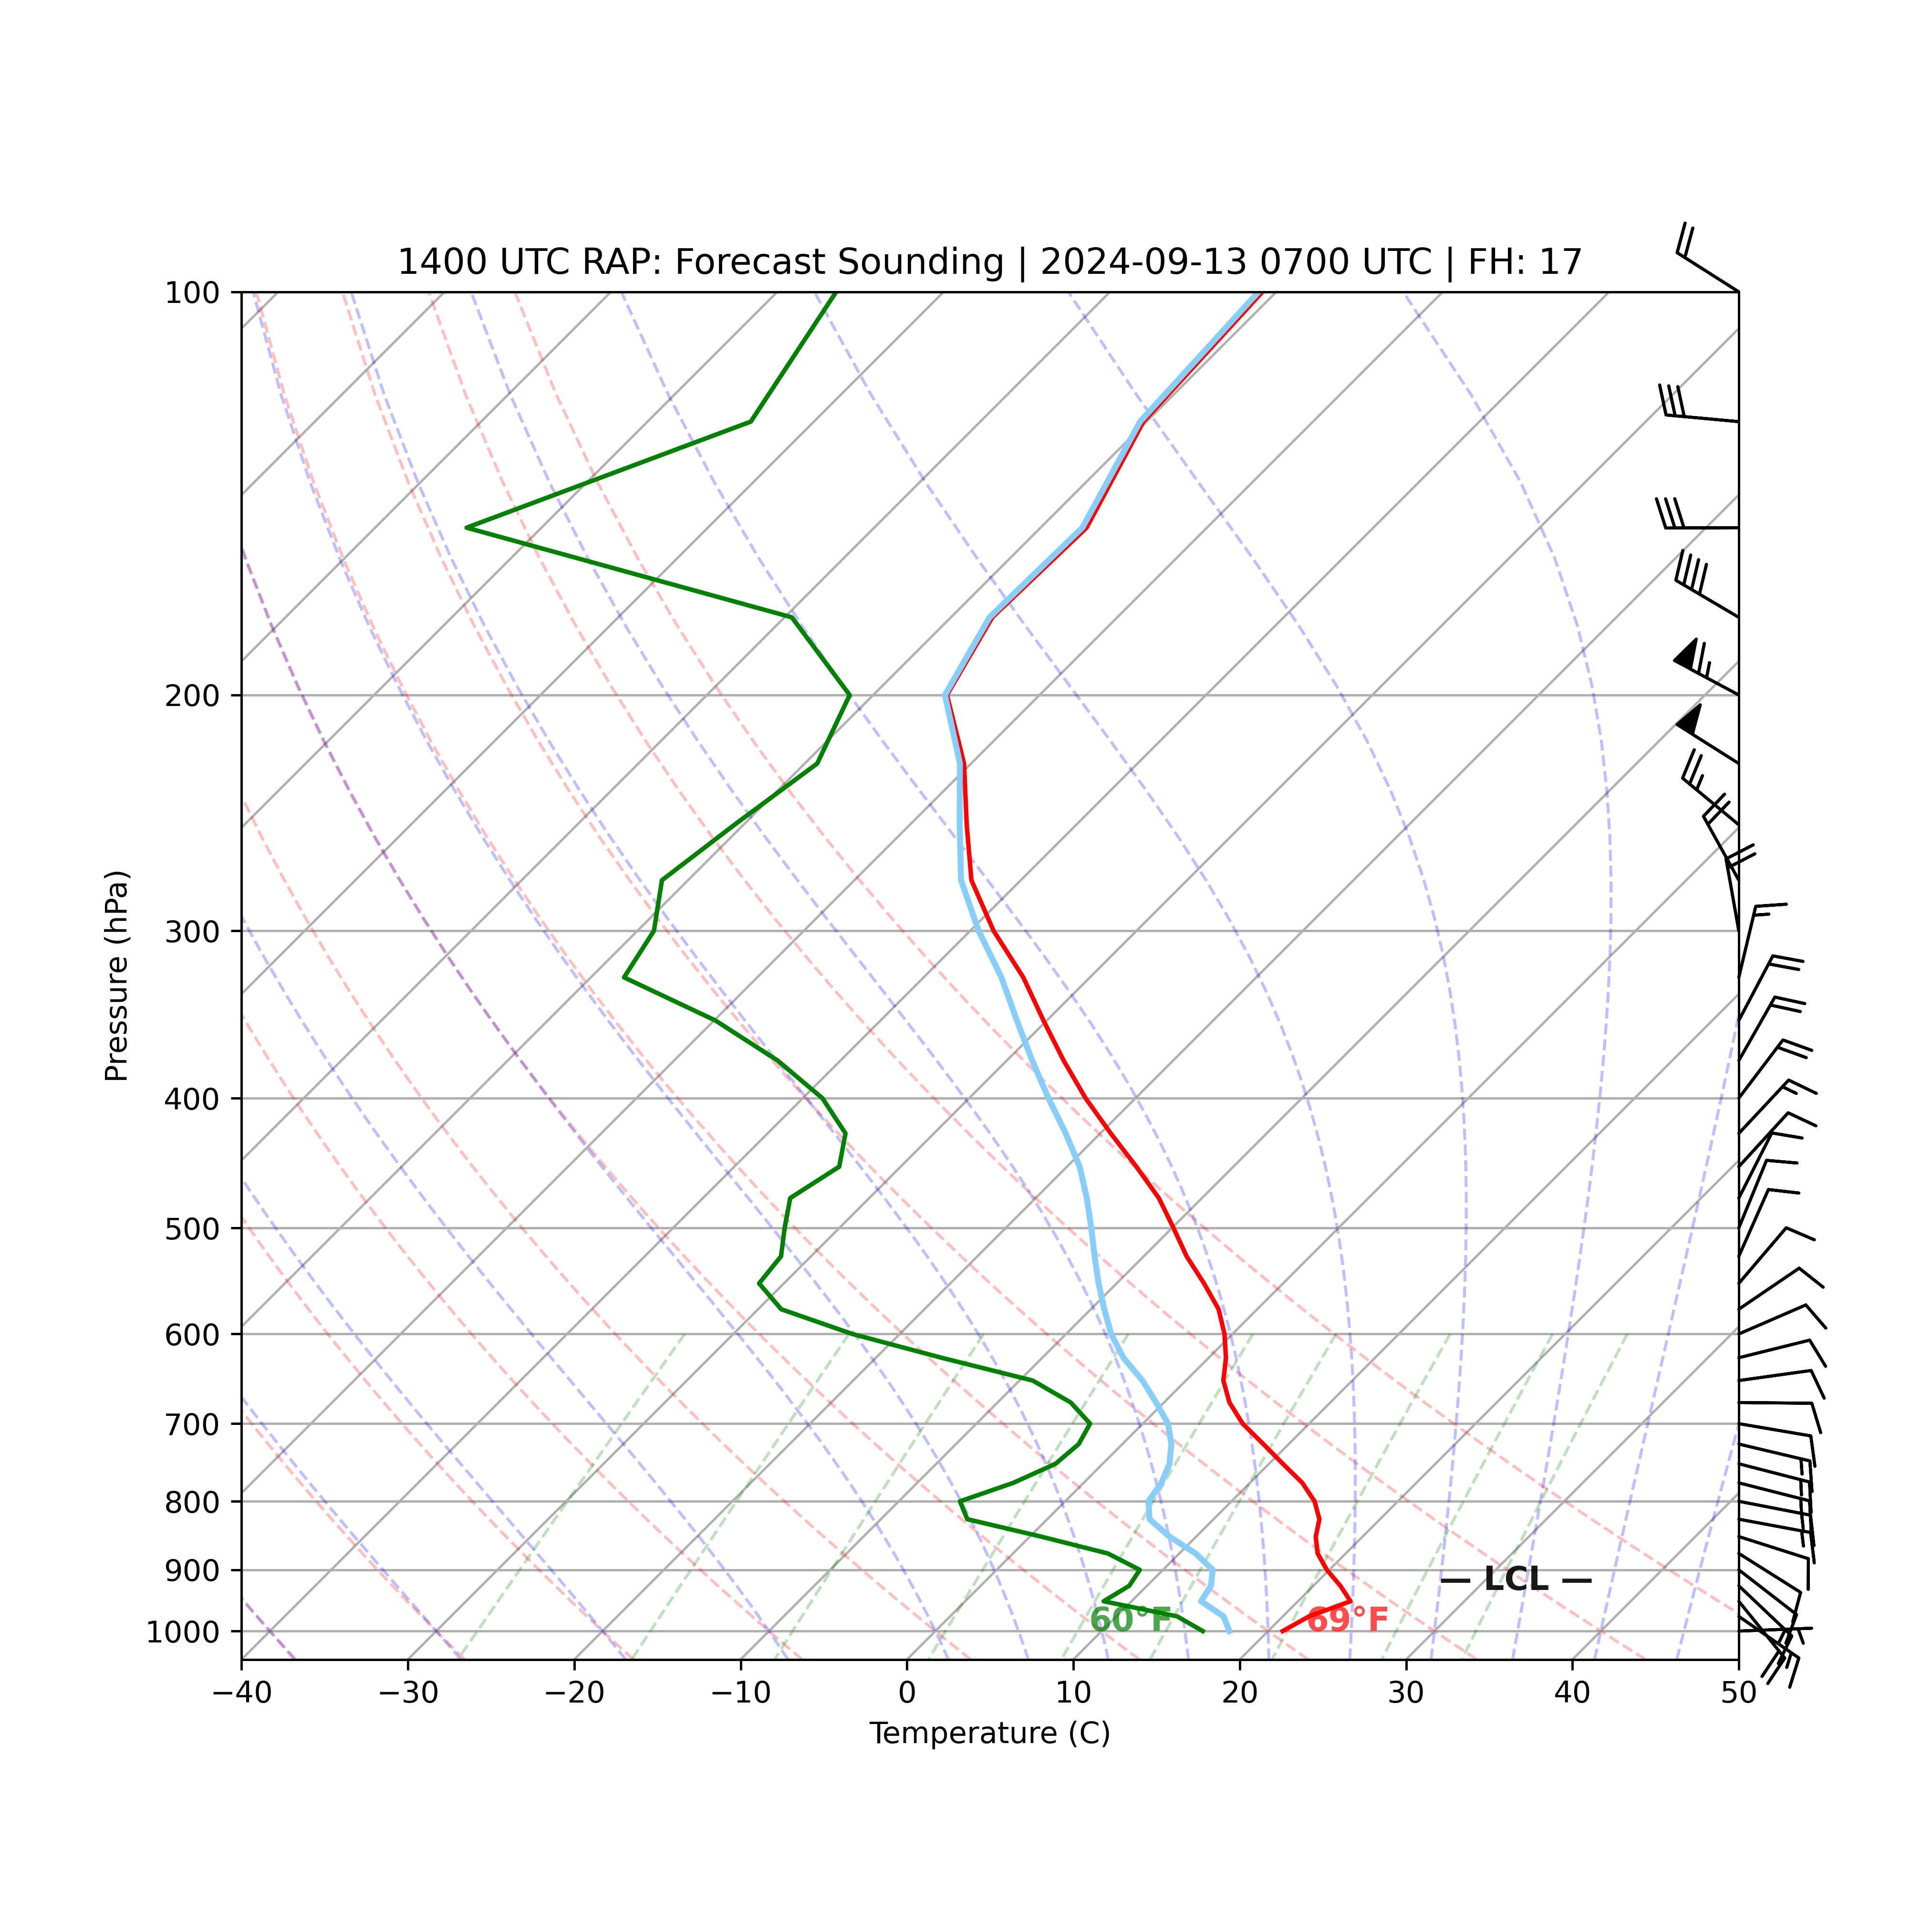 1400 UTC RAP: Forecast Sounding | 2024-09-13 0700 UTC | FH: 17
100
200
300
400
500
600
700
800
900
1000
Pressure (hPa)
— LCL —
60°F
69°F
−40 −30 −20 −10 0 10 20 30 40 50
Temperature (C)